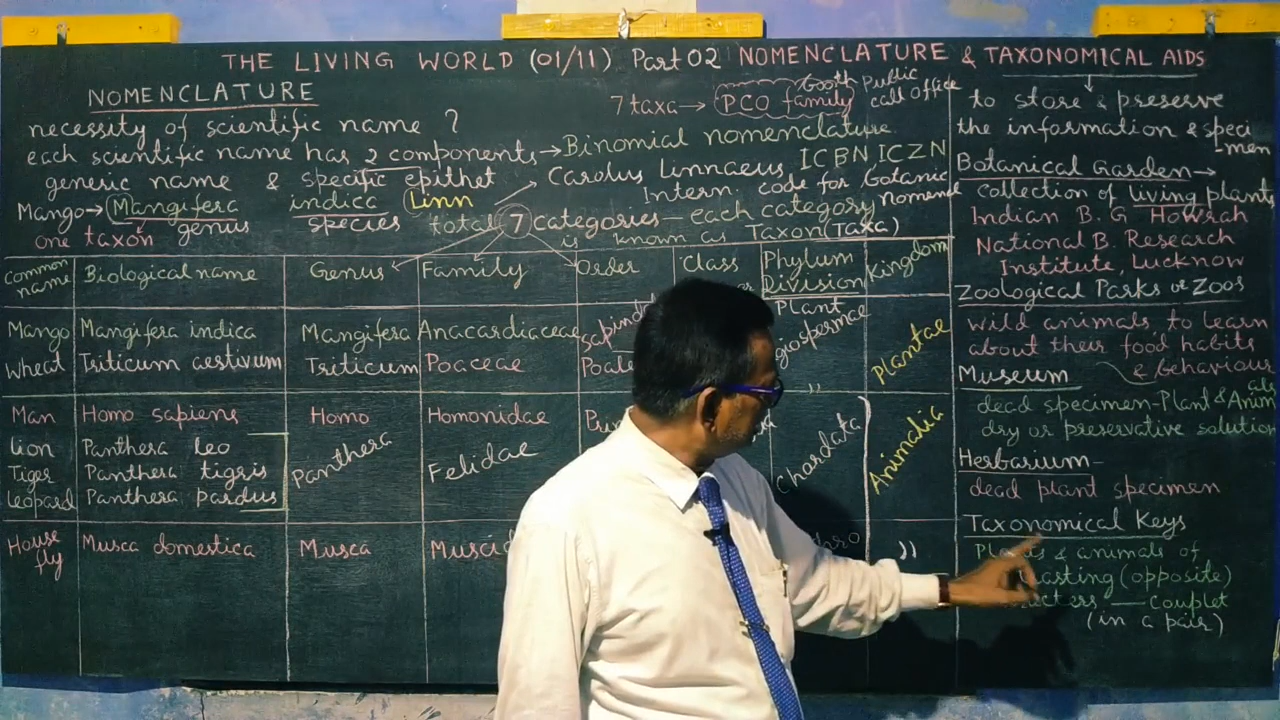 THE LIVING WORLD (01/11) Part 02 NOMENCLATURE & TAXONOMICAL AIDS
NOMENCLATURE
necessity of scientific name ?
each scientific name has 2 components → Binomial nomenclature
generic name & specific epithet
Mango → Mangifera indica Linn
genus species
one taxon
7 taxa → PCO family Booth Public
call office
Carolus Linnaeus ICBN ICZN
Intern. code for Botanic
nomencl
total 7 categories — each category
is known as Taxon (Taxa)
Common name Biological name Genus Family Order Class Phylum Division Kingdom
Mango Mangifera indica Mangifera Anacardiaceae Plant Plantae
Wheat Triticum aestivum Triticum Poaceae
Man Homo sapiens Homo Homonidae
lion Panthera leo Panthera Felidae Chordata Animalia
Tiger Panthera tigris
Leopard Panthera pardus
House fly Musca domestica Musca
to store & preserve
the information & speci
men
Botanical Garden →
collection of living plants
Indian B. G Howrah
National B. Research
Institute, Lucknow
Zoological Parks or Zoos
wild animals to learn
about their food habits
& behaviour
Museum
dead specimen - Plant & Anim
als
dry or preservative solution
Herbarium -
dead plant specimen
Taxonomical Keys
& animals of
(opposite)
— couplet
(in a pair)